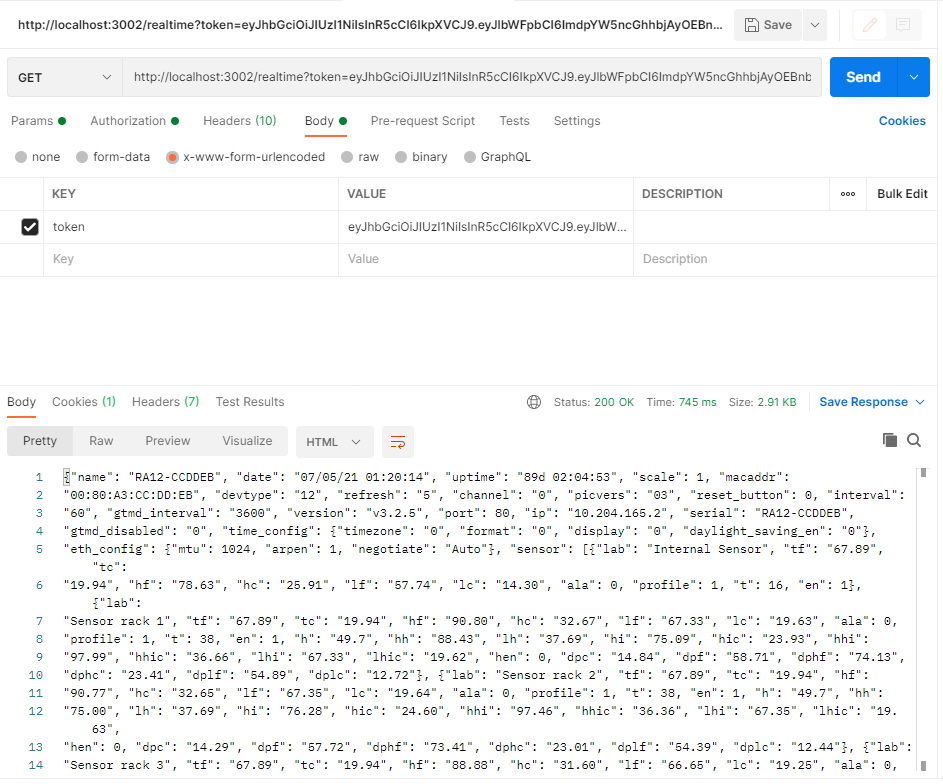 http://localhost:3002/realtime?token=eyJhbGciOiJIUzI1NiIsInR5cCI6IkpXVCJ9.eyJlbWFpbCI6ImdpYW5ncGhhbjAyOEBn... Save
GET http://localhost:3002/realtime?token=eyJhbGciOiJIUzI1NiIsInR5cCI6IkpXVCJ9.eyJlbWFpbCI6ImdpYW5ncGhhbjAyOEBnb Send
Params Authorization Headers (10) Body Pre-request Script Tests Settings Cookies
none form-data x-www-form-urlencoded raw binary GraphQL
KEY VALUE DESCRIPTION ooo Bulk Edit
token eyJhbGciOiJIUzI1NiIsInR5cCI6IkpXVCJ9.eyJlbW...
Key Value Description
Body Cookies (1) Headers (7) Test Results Status: 200 OK Time: 745 ms Size: 2.91 KB Save Response
Pretty Raw Preview Visualize HTML
1 {"name": "RA12-CCDDEB", "date": "07/05/21 01:20:14", "uptime": "89d 02:04:53", "scale": 1, "macaddr":
2 "00:80:A3:CC:DD:EB", "devtype": "12", "refresh": "5", "channel": "0", "picvers": "03", "reset_button": 0, "interval":
3 "60", "gtmd_interval": "3600", "version": "v3.2.5", "port": 80, "ip": "10.204.165.2", "serial": "RA12-CCDDEB",
4 "gtmd_disabled": "0", "time_config": {"timezone": "0", "format": "0", "display": "0", "daylight_saving_en": "0"},
5 "eth_config": {"mtu": 1024, "arpen": 1, "negotiate": "Auto"}, "sensor": [{"lab": "Internal Sensor", "tf": "67.89",
"tc":
6 "19.94", "hf": "78.63", "hc": "25.91", "lf": "57.74", "lc": "14.30", "ala": 0, "profile": 1, "t": 16, "en": 1},
{"lab":
7 "Sensor rack 1", "tf": "67.89", "tc": "19.94", "hf": "90.80", "hc": "32.67", "lf": "67.33", "lc": "19.63", "ala": 0,
8 "profile": 1, "t": 38, "en": 1, "h": "49.7", "hh": "88.43", "lh": "37.69", "hi": "75.09", "hic": "23.93", "hhi":
9 "97.99", "hhic": "36.66", "lhi": "67.33", "lhic": "19.62", "hen": 0, "dpc": "14.84", "dpf": "58.71", "dphf": "74.13",
10 "dphc": "23.41", "dplf": "54.89", "dplc": "12.72"}, {"lab": "Sensor rack 2", "tf": "67.89", "tc": "19.94", "hf":
11 "90.77", "hc": "32.65", "lf": "67.35", "lc": "19.64", "ala": 0, "profile": 1, "t": 38, "en": 1, "h": "49.7", "hh":
12 "75.00", "lh": "37.69", "hi": "76.28", "hic": "24.60", "hhi": "97.46", "hhic": "36.36", "lhi": "67.35", "lhic": "19.
63",
13 "hen": 0, "dpc": "14.29", "dpf": "57.72", "dphf": "73.41", "dphc": "23.01", "dplf": "54.39", "dplc": "12.44"}, {"lab":
14 "Sensor rack 3", "tf": "67.89", "tc": "19.94", "hf": "88.88", "hc": "31.60", "lf": "66.65", "lc": "19.25", "ala": 0,